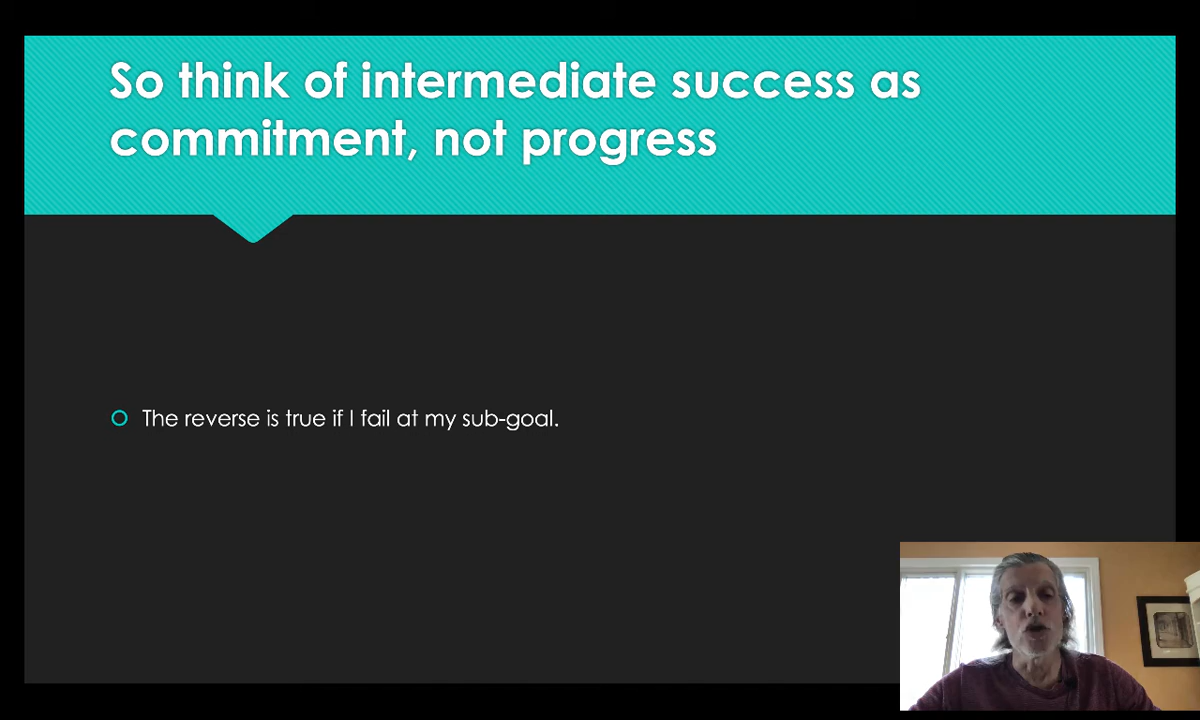 So think of intermediate success as
commitment, not progress
The reverse is true if I fail at my sub-goal.